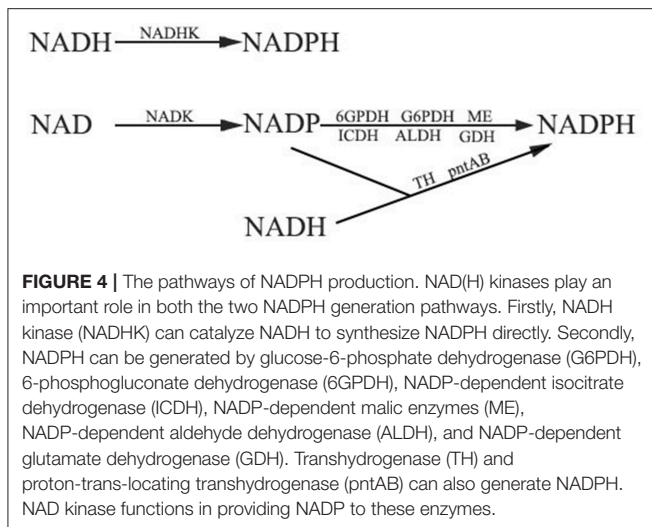 NADH NADHK NADPH
NAD NADK NADP 6GPDH G6PDH ME NADPH
ICDH ALDH GDH
TH pntAB
NADH
FIGURE 4 | The pathways of NADPH production. NAD(H) kinases play an
important role in both the two NADPH generation pathways. Firstly, NADH
kinase (NADHK) can catalyze NADH to synthesize NADPH directly. Secondly,
NADPH can be generated by glucose-6-phosphate dehydrogenase (G6PDH),
6-phosphogluconate dehydrogenase (6GPDH), NADP-dependent isocitrate
dehydrogenase (ICDH), NADP-dependent malic enzymes (ME),
NADP-dependent aldehyde dehydrogenase (ALDH), and NADP-dependent
glutamate dehydrogenase (GDH). Transhydrogenase (TH) and
proton-trans-locating transhydrogenase (pntAB) can also generate NADPH.
NAD kinase functions in providing NADP to these enzymes.